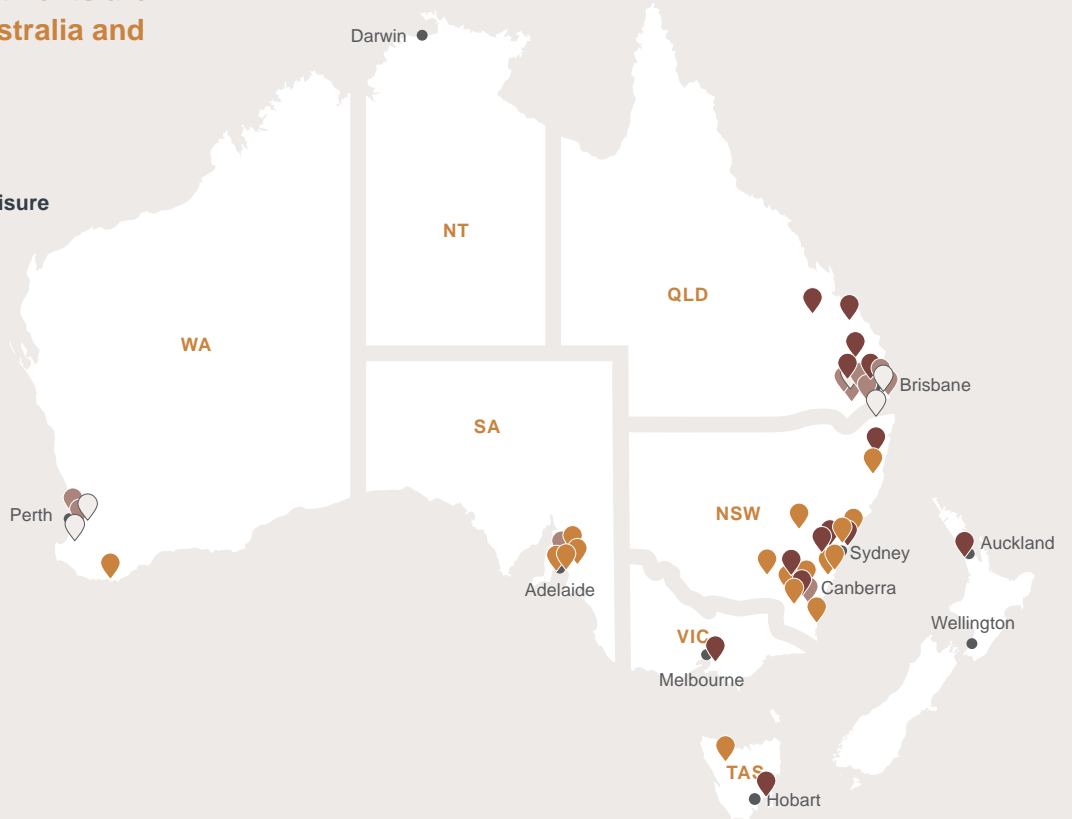 stralia and
Darwin
isure
NT
QLD
WA
Brisbane
SA
Perth
NSW
Auckland
Sydney
Adelaide
Canberra
Wellington
VIC
Melbourne
TAS
Hobart